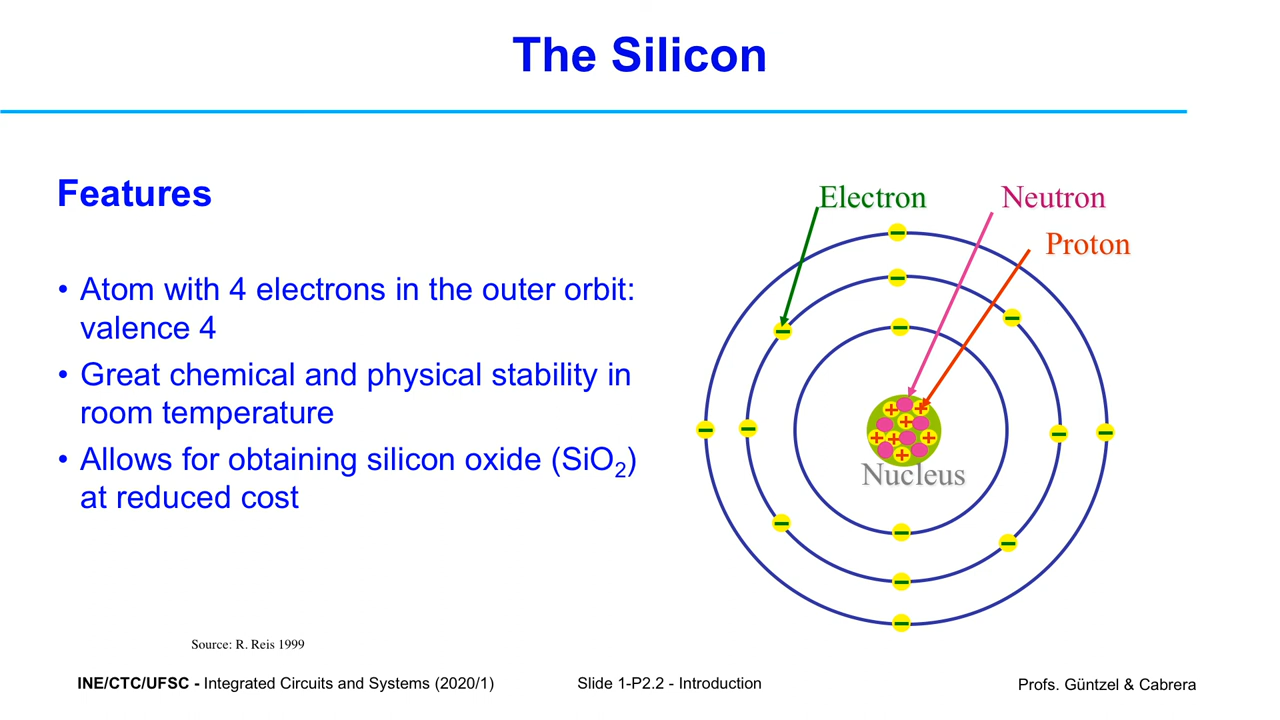 The Silicon
Features
• Atom with 4 electrons in the outer orbit:
valence 4
• Great chemical and physical stability in
room temperature
• Allows for obtaining silicon oxide (SiO₂)
at reduced cost
Electron
Neutron
Proton
Nucleus
Source: R. Reis 1999
INE/CTC/UFSC - Integrated Circuits and Systems (2020/1)
Slide 1-P2.2 - Introduction
Profs. Güntzel & Cabrera